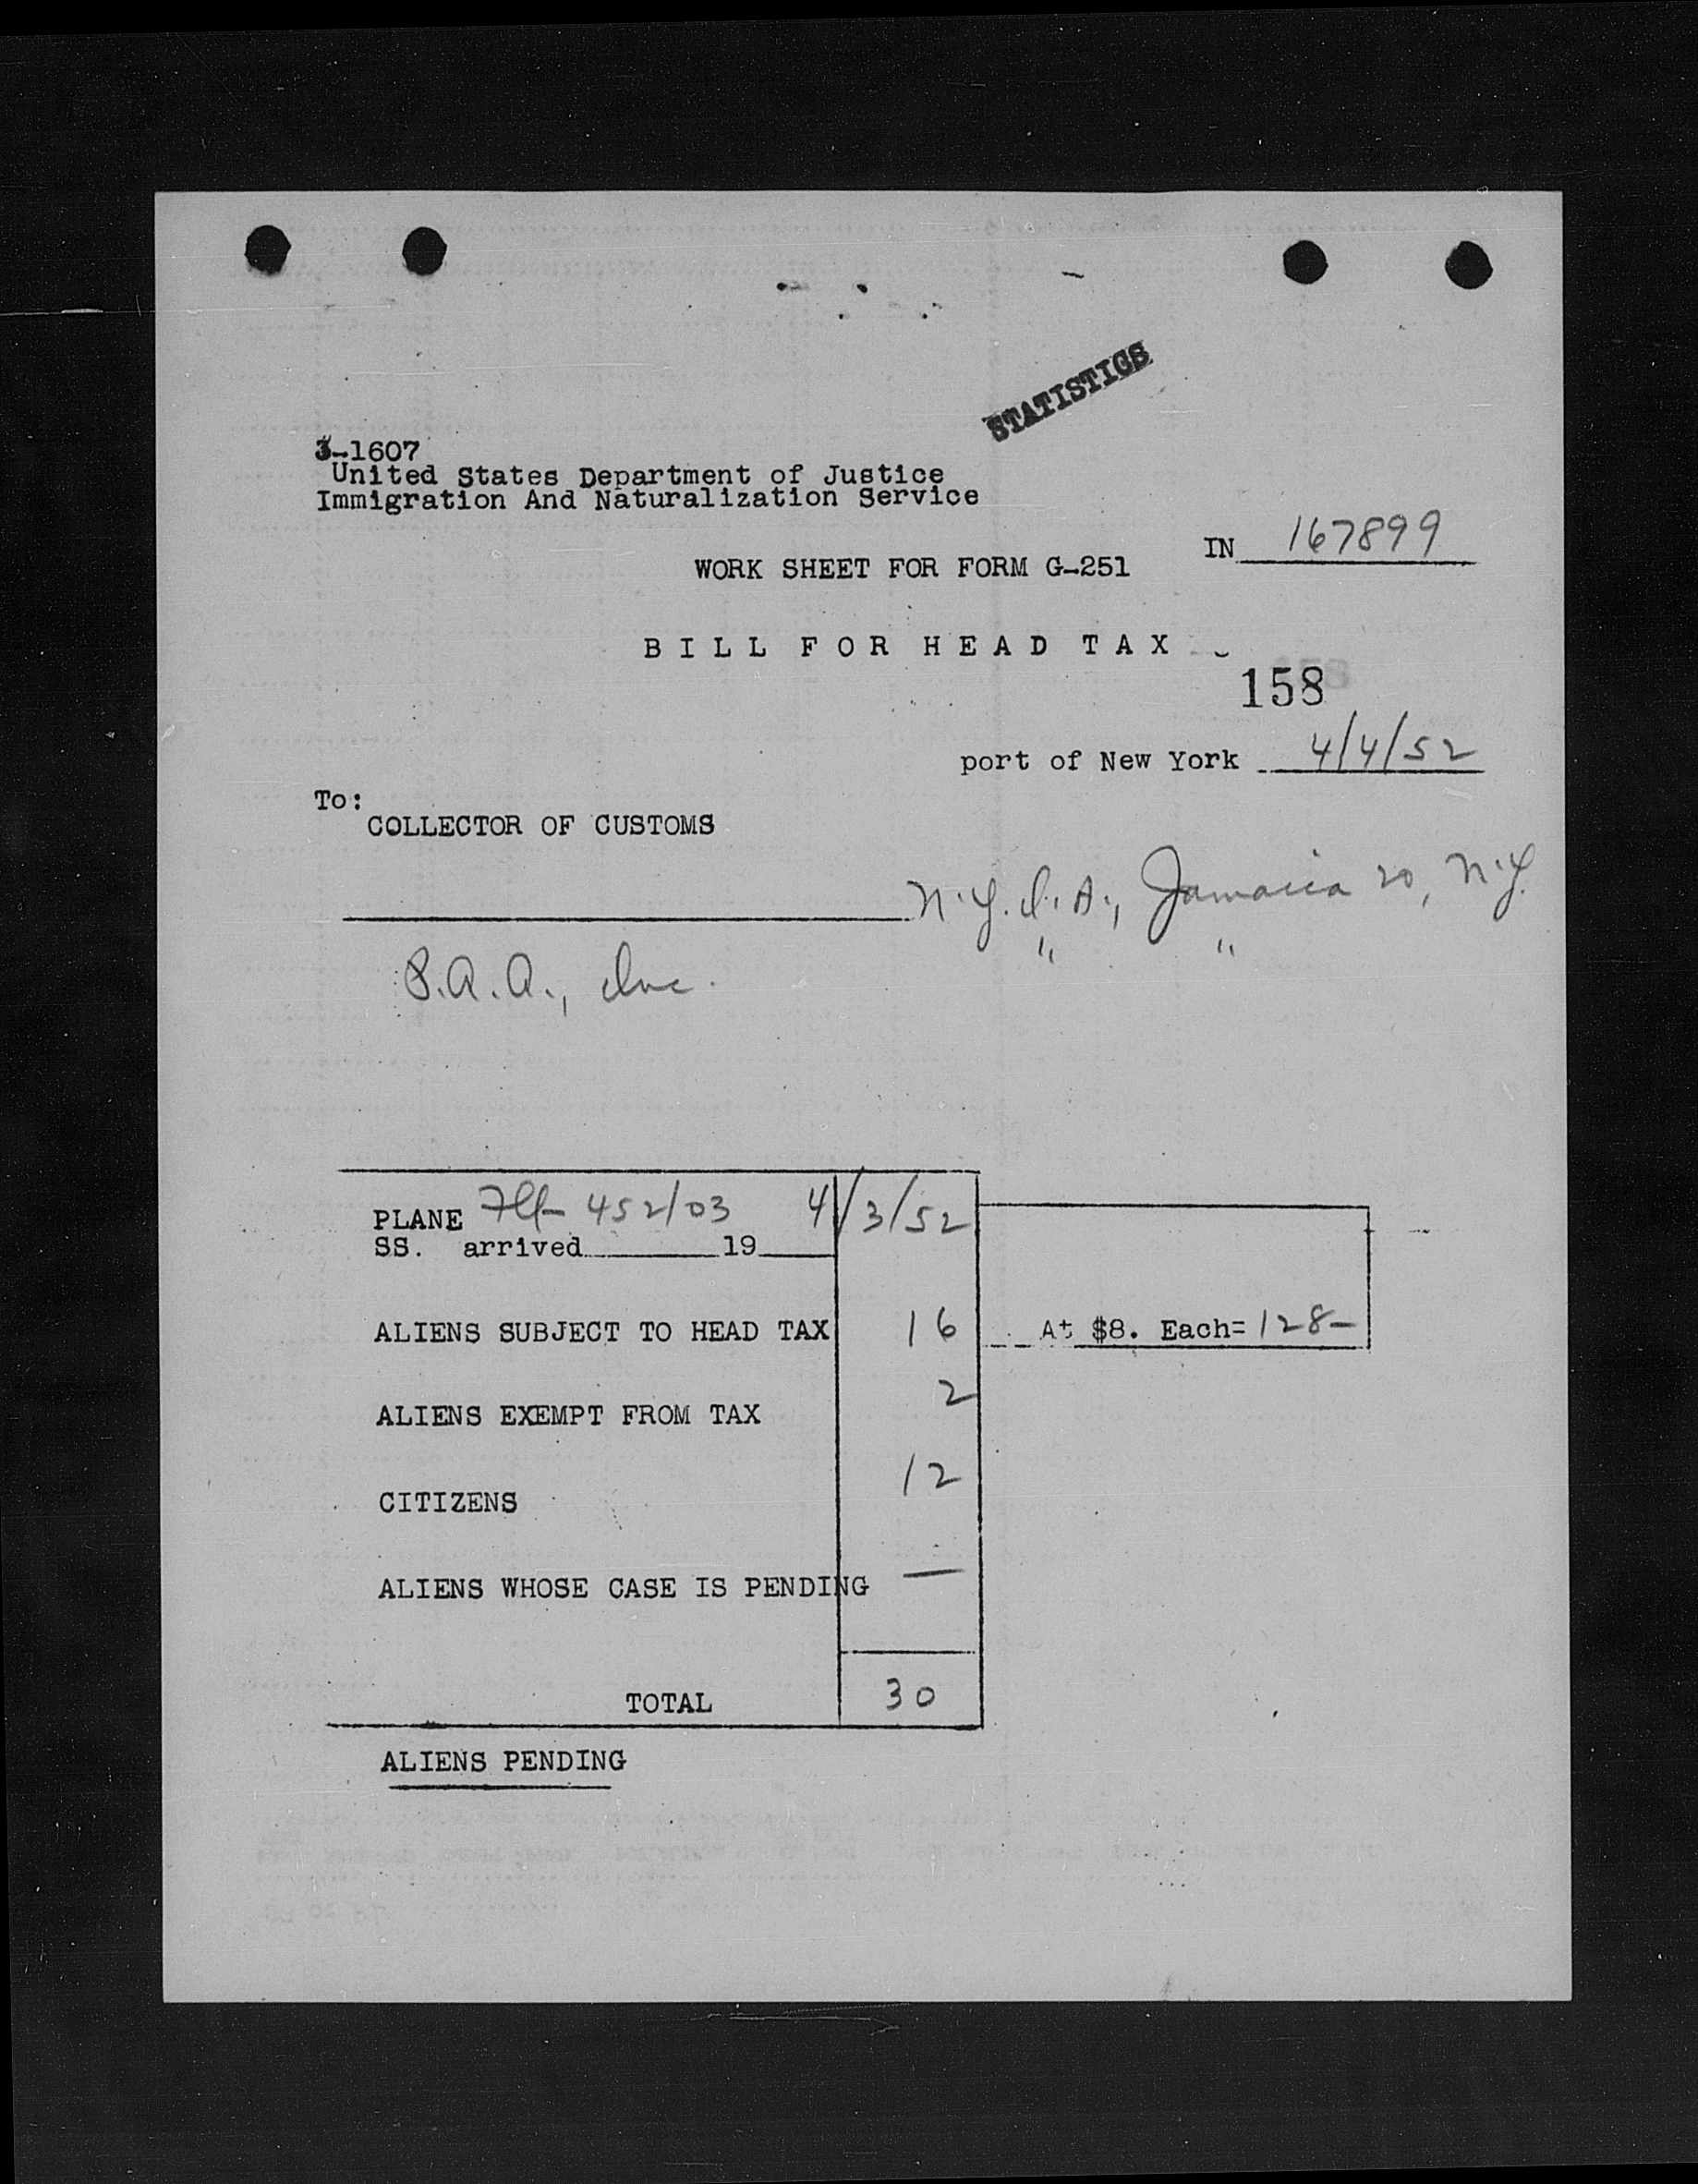 STATISTICS
3-1607
United States Department of Justice
Immigration And Naturalization Service
IN 167899
WORK SHEET FOR FORM G-251
BILL FOR HEAD TAX
158
port of New York 4/4/52
To:
COLLECTOR OF CUSTOMS
N.Y.I.A., Jamaica 20, N.Y.
" "
P.A.A., Inc.
PLANE Flt 452/03 4/3/52
SS. arrived 19
ALIENS SUBJECT TO HEAD TAX 16 At $8. Each= 128-
ALIENS EXEMPT FROM TAX 2
CITIZENS 12
ALIENS WHOSE CASE IS PENDING —
TOTAL 30
ALIENS PENDING